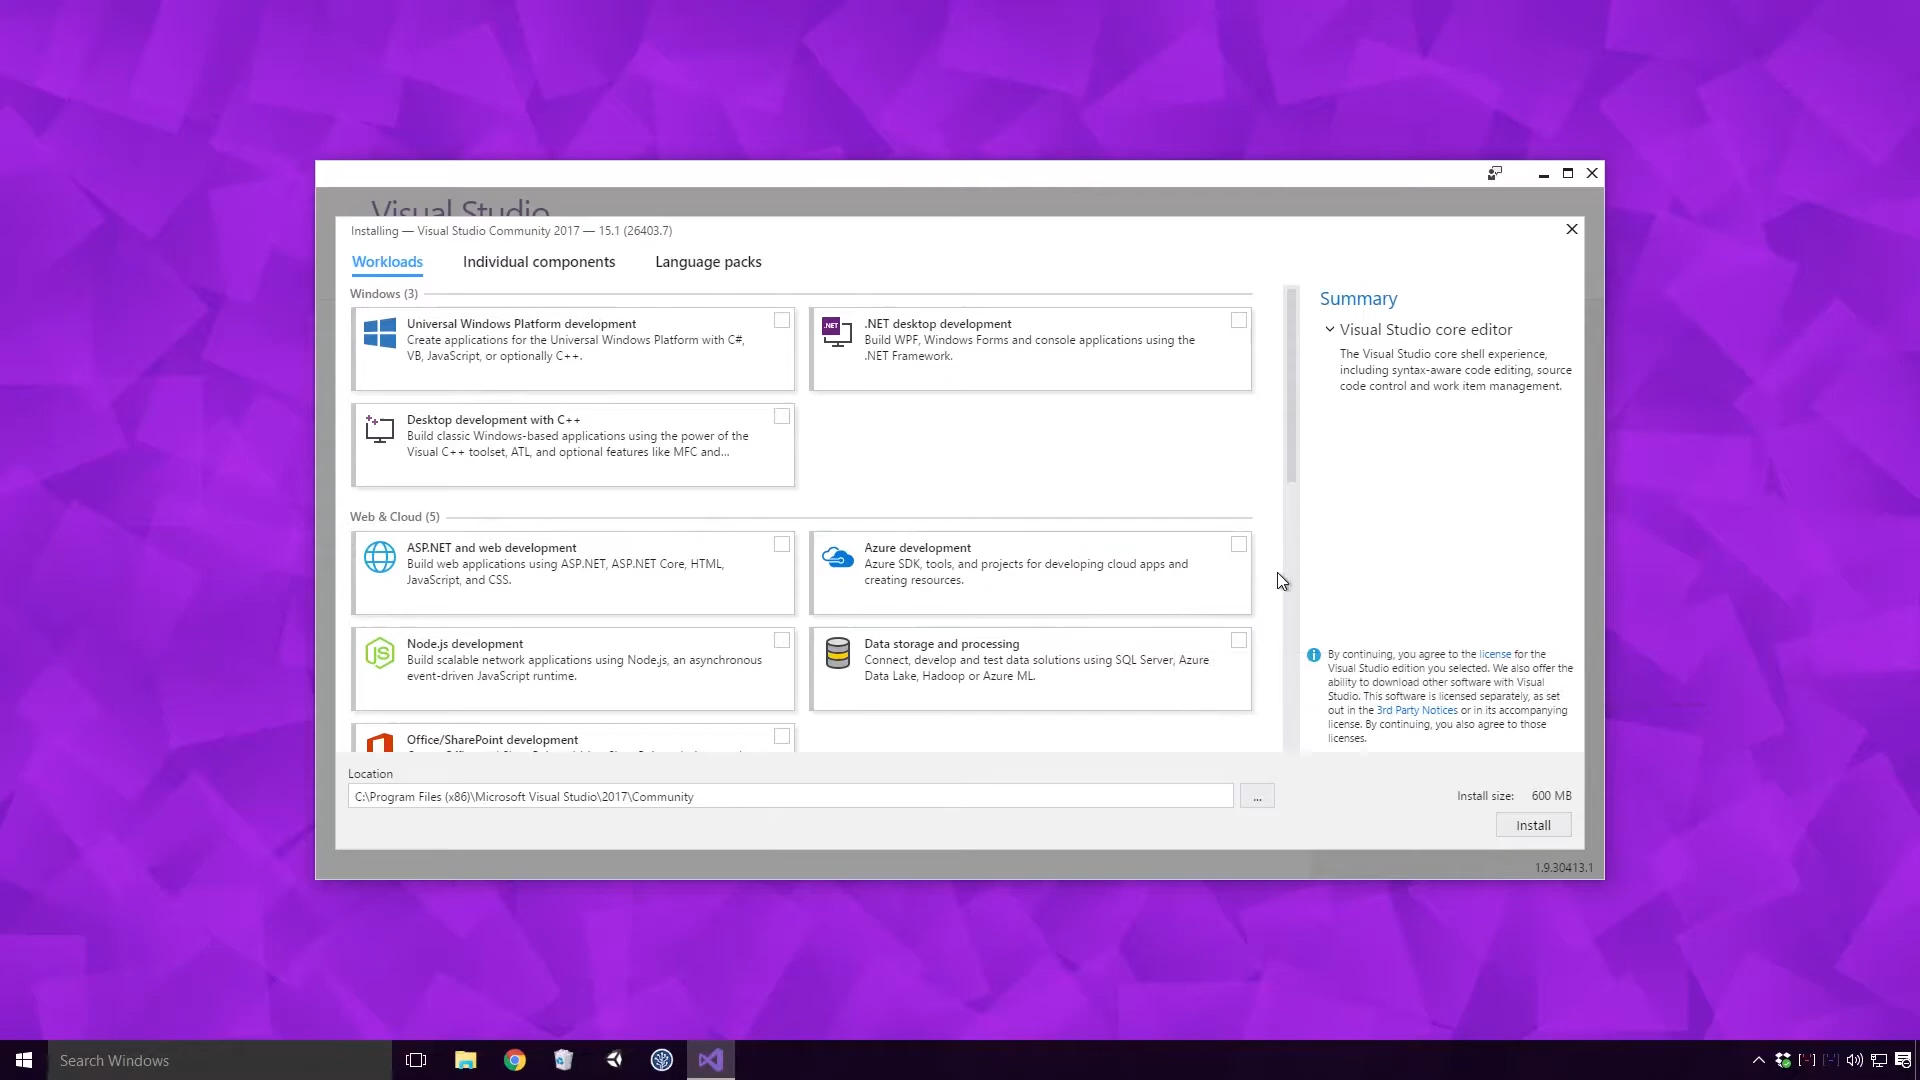 Visual Studio
Installing — Visual Studio Community 2017 — 15.1 (26403.7)
Workloads
Individual components
Language packs
Windows (3)
Universal Windows Platform development
Create applications for the Universal Windows Platform with C#,
VB, JavaScript, or optionally C++.
.NET
.NET desktop development
Build WPF, Windows Forms and console applications using the
.NET Framework.
Desktop development with C++
Build classic Windows-based applications using the power of the
Visual C++ toolset, ATL, and optional features like MFC and...
Web & Cloud (5)
ASP.NET and web development
Build web applications using ASP.NET, ASP.NET Core, HTML,
JavaScript, and CSS.
Azure development
Azure SDK, tools, and projects for developing cloud apps and
creating resources.
JS
Node.js development
Build scalable network applications using Node.js, an asynchronous
event-driven JavaScript runtime.
Data storage and processing
Connect, develop and test data solutions using SQL Server, Azure
Data Lake, Hadoop or Azure ML.
Office/SharePoint development
Summary
Visual Studio core editor
The Visual Studio core shell experience,
including syntax-aware code editing, source
code control and work item management.
By continuing, you agree to the license for the
Visual Studio edition you selected. We also offer the
ability to download other software with Visual
Studio. This software is licensed separately, as set
out in the 3rd Party Notices or in its accompanying
license. By continuing, you also agree to those
licenses.
Location
C:\Program Files (x86)\Microsoft Visual Studio\2017\Community
...
Install size: 600 MB
Install
1.9.30413.1
Search Windows